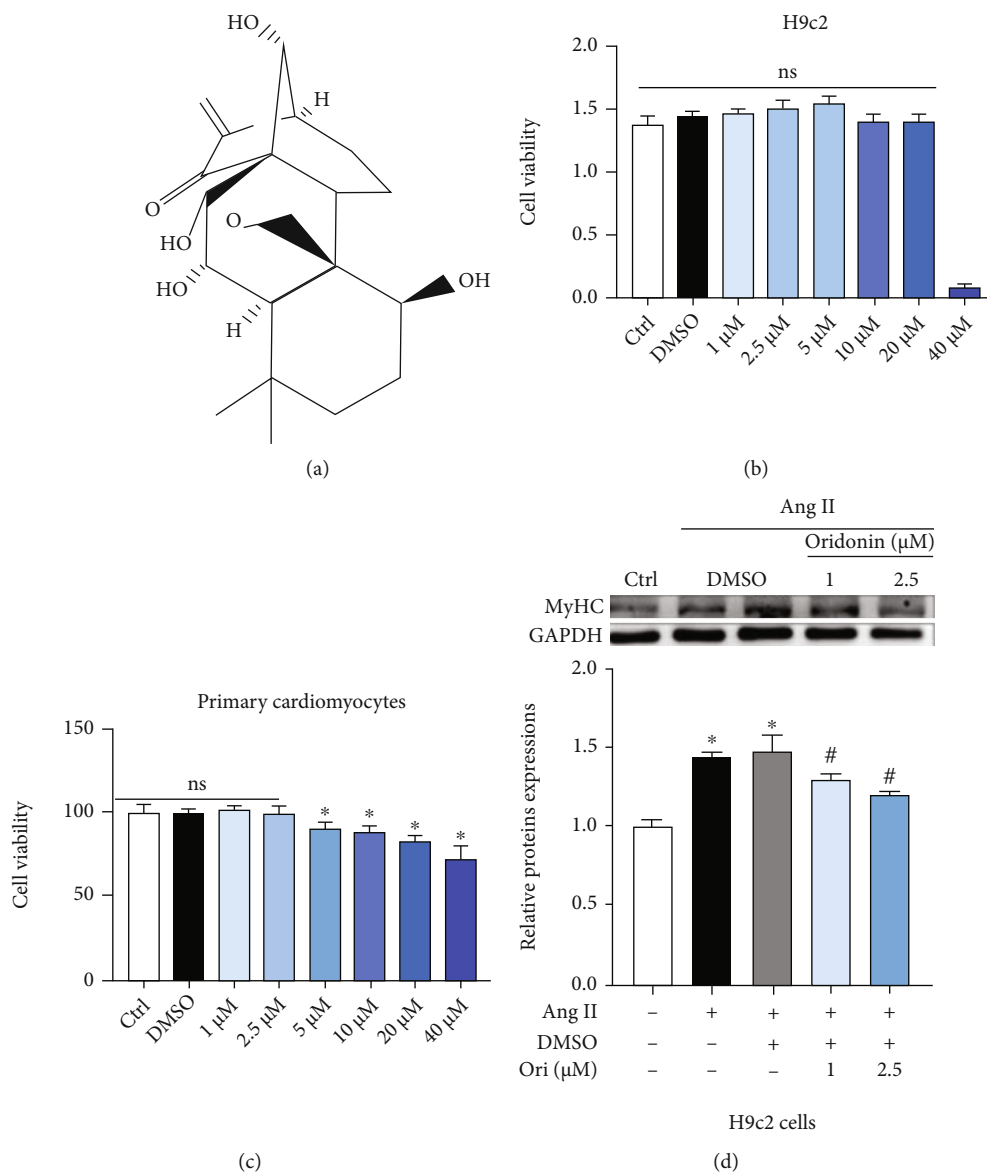 HO
H
O
HO
HO
H
O
OH
(a)
H9c2
ns
Cell viability
2.0
1.5
1.0
0.5
0.0
Ctrl
DMSO
1 μM
2.5 μM
5 μM
10 μM
20 μM
40 μM
(b)
Primary cardiomyocytes
ns
* * * *
Cell viability
150
100
50
0
Ctrl
DMSO
1 μM
2.5 μM
5 μM
10 μM
20 μM
40 μM
(c)
Ang II
Oridonin (μM)
Ctrl DMSO 1 2.5
MyHC
GAPDH
Relative proteins expressions
2.0
1.5
1.0
0.5
0.0
* * # #
Ang II – + + + +
DMSO – – + + +
Ori (μM) – – – 1 2.5
H9c2 cells
(d)